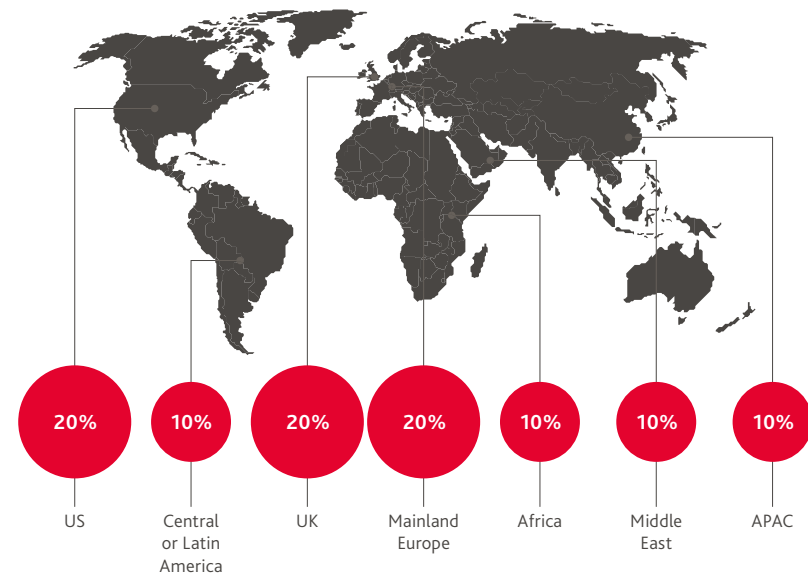 20%
10%
20%
20%
10%
10%
10%
US
Central
or Latin
America
UK
Mainland
Europe
Africa
Middle
East
APAC